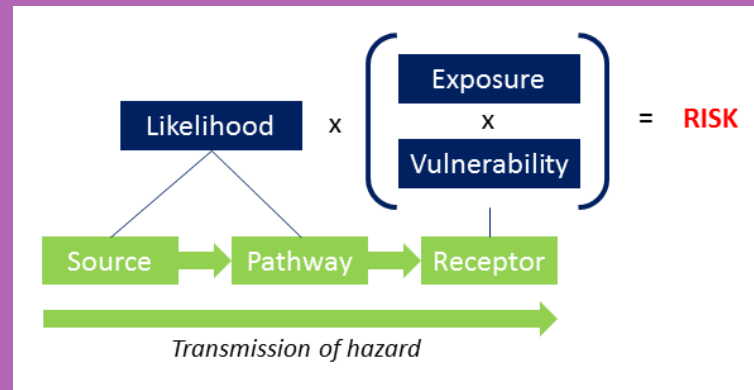 Exposure
Likelihood x x = RISK
Vulnerability
Source Pathway Receptor
Transmission of hazard